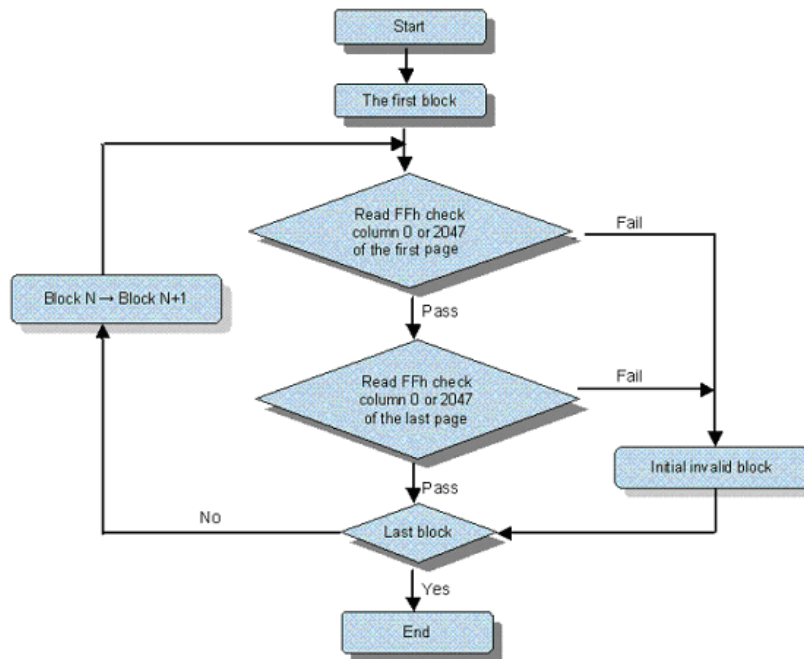 Start
The first block
Read FFh check
column 0 or 2047
of the first page
Fail
Block N → Block N+1
Pass
Read FFh check
column 0 or 2047
of the last page
Fail
Initial invalid block
Pass
No
Last block
Yes
End